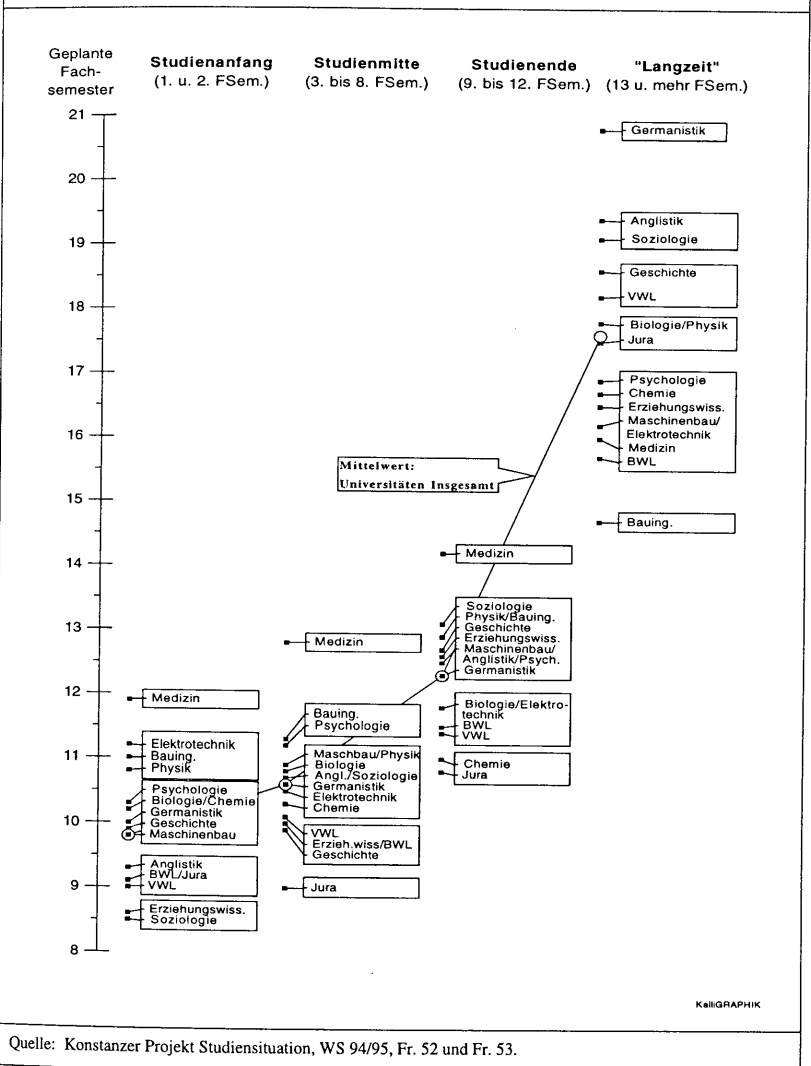 Geplante
Fach-
semester
Studienanfang
(1. u. 2. FSem.)
Studienmitte
(3. bis 8. FSem.)
Studienende
(9. bis 12. FSem.)
"Langzeit"
(13 u. mehr FSem.)
21
20
19
18
17
16
15
14
13
12
11
10
9
8
Medizin
Elektrotechnik
Bauing.
Physik
Psychologie
Biologie/Chemie
Germanistik
Geschichte
Maschinenbau
Anglistik
BWL/Jura
VWL
Erziehungswiss.
Soziologie
Medizin
Bauing.
Psychologie
Maschbau/Physik
Biologie
Angl./Soziologie
Germanistik
Elektrotechnik
Chemie
VWL
Erzieh.wiss/BWL
Geschichte
Jura
Mittelwert:
Universitäten Insgesamt
Medizin
Soziologie
Physik/Bauing.
Geschichte
Erziehungswiss.
Maschinenbau/
Anglistik/Psych.
Germanistik
Biologie/Elektro-
technik
BWL
VWL
Chemie
Jura
Germanistik
Anglistik
Soziologie
Geschichte
VWL
Biologie/Physik
Jura
Psychologie
Chemie
Erziehungswiss.
Maschinenbau/
Elektrotechnik
Medizin
BWL
Bauing.
KailiGRAPHIK
Quelle: Konstanzer Projekt Studiensituation, WS 94/95, Fr. 52 und Fr. 53.